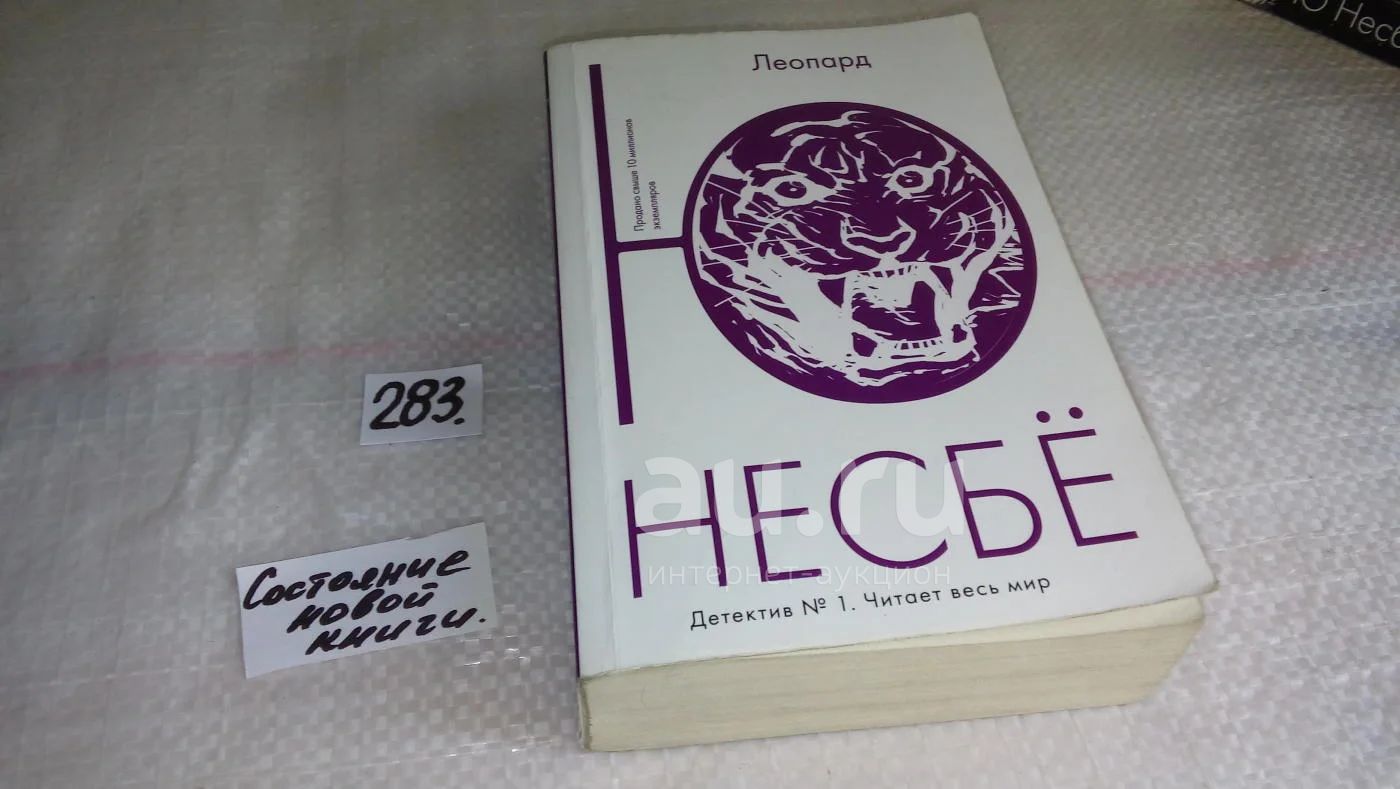 Ю Несб
Леопард
Продано свыше 10 миллионов
экземпляров
Ю
НЕСБЁ
Детектив № 1. Читает весь мир
283.
Состояние
новой
книги.
au.ru
интернет-аукцион